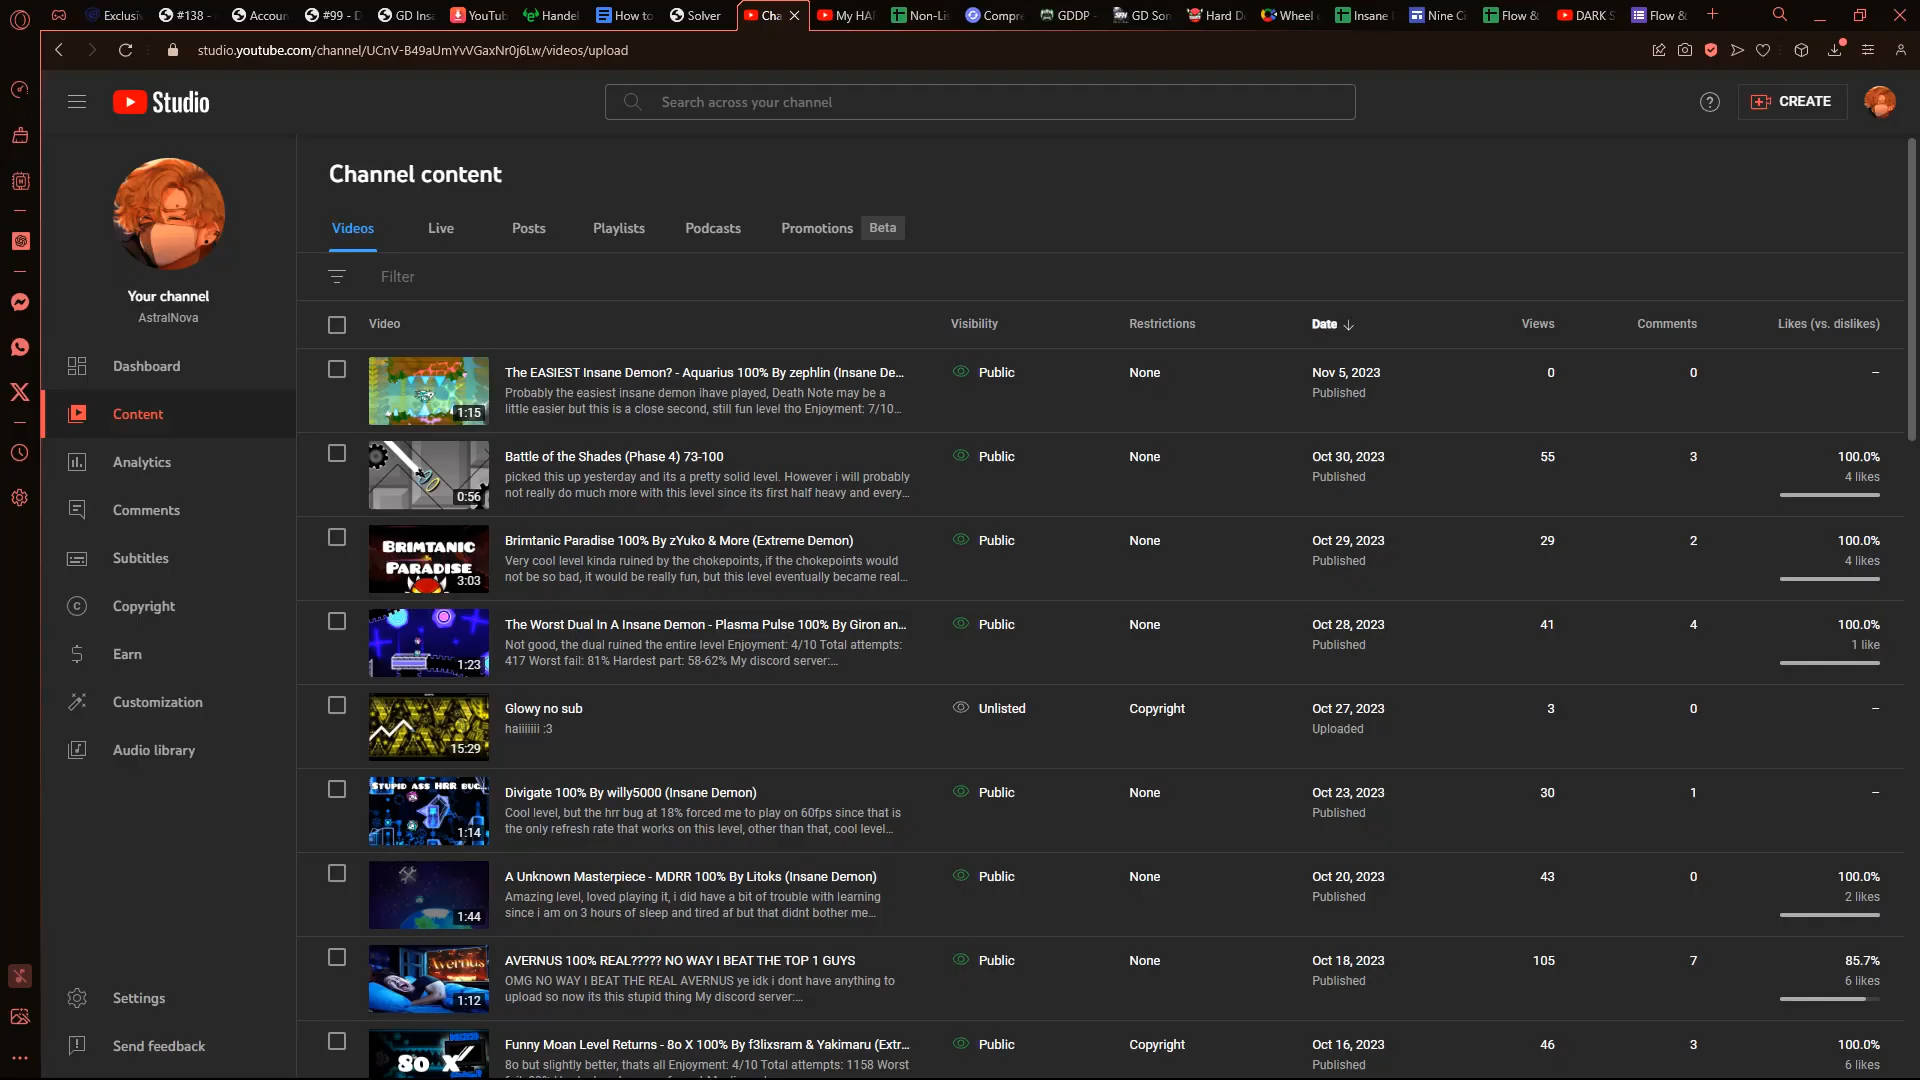 Exclusiv
#138 -
Accoun
#99 - D
GD Ins
YouTub
Handel
How to
Solver
Cha
My HA
Non-Li
Compre
GDDP -
GD Son
Hard D
Wheel
Insane
Nine Ci
Flow &
DARK S
Flow &
studio.youtube.com/channel/UCnV-B49aUmYvVGaxNr0j6Lw/videos/upload
Studio
Search across your channel
CREATE
Your channel
AstralNova
Dashboard
Content
Analytics
Comments
Subtitles
Copyright
Earn
Customization
Audio library
Settings
Send feedback
Channel content
Videos
Live
Posts
Playlists
Podcasts
Promotions
Beta
Filter
Video
Visibility
Restrictions
Date
Views
Comments
Likes (vs. dislikes)
1:15
The EASIEST Insane Demon? - Aquarius 100% By zephlin (Insane De...
Probably the easiest insane demon ihave played, Death Note may be a
little easier but this is a close second, still fun level tho Enjoyment: 7/10...
Public
None
Nov 5, 2023
Published
0
0
–
0:56
Battle of the Shades (Phase 4) 73-100
picked this up yesterday and its a pretty solid level. However i will probably
not really do much more with this level since its first half heavy and every...
Public
None
Oct 30, 2023
Published
55
3
100.0%
4 likes
BRIMTANIC
PARADISE
3:03
Brimtanic Paradise 100% By zYuko & More (Extreme Demon)
Very cool level kinda ruined by the chokepoints, if the chokepoints would
not be so bad, it would be really fun, but this level eventually became real...
Public
None
Oct 29, 2023
Published
29
2
100.0%
4 likes
1:23
The Worst Dual In A Insane Demon - Plasma Pulse 100% By Giron an...
Not good, the dual ruined the entire level Enjoyment: 4/10 Total attempts:
417 Worst fail: 81% Hardest part: 58-62% My discord server:...
Public
None
Oct 28, 2023
Published
41
4
100.0%
1 like
15:29
Glowy no sub
haiiiiiii :3
Unlisted
Copyright
Oct 27, 2023
Uploaded
3
0
–
STUPID ASS HRR BUG...
1:14
Divigate 100% By willy5000 (Insane Demon)
Cool level, but the hrr bug at 18% forced me to play on 60fps since that is
the only refresh rate that works on this level, other than that, cool level...
Public
None
Oct 23, 2023
Published
30
1
–
1:44
A Unknown Masterpiece - MDRR 100% By Litoks (Insane Demon)
Amazing level, loved playing it, i did have a bit of trouble with learning
since i am on 3 hours of sleep and tired af but that didnt bother me...
Public
None
Oct 20, 2023
Published
43
0
100.0%
2 likes
Avernus
1:12
AVERNUS 100% REAL????? NO WAY I BEAT THE TOP 1 GUYS
OMG NO WAY I BEAT THE REAL AVERNUS ye idk i dont have anything to
upload so now its this stupid thing My discord server:...
Public
None
Oct 18, 2023
Published
105
7
85.7%
6 likes
80 X
Funny Moan Level Returns - 8o X 100% By f3lixsram & Yakimaru (Extr...
8o but slightly better, thats all Enjoyment: 4/10 Total attempts: 1158 Worst
Public
Copyright
Oct 16, 2023
Published
46
3
100.0%
6 likes